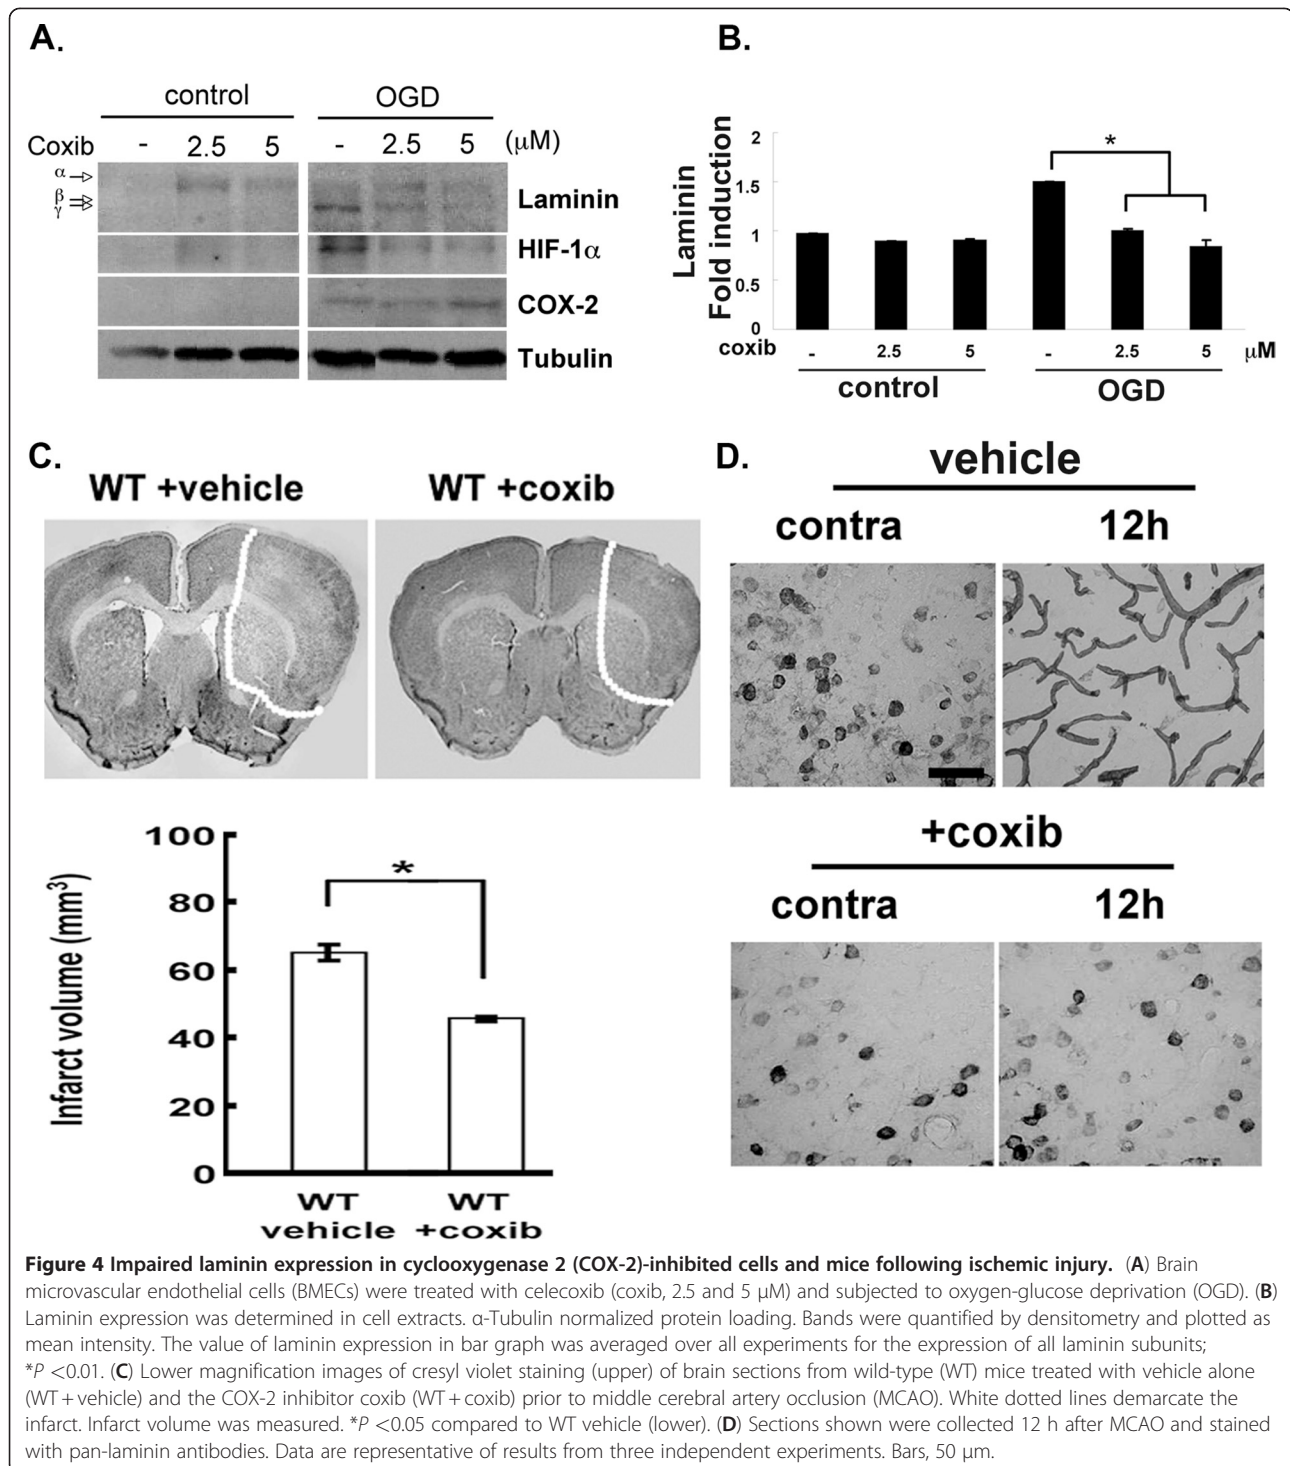 A.
control OGD
Coxib - 2.5 5 - 2.5 5 (μM)
α
β
γ
Laminin
HIF-1α
COX-2
Tubulin
B.
Laminin
Fold induction
2
1.5
1
0.5
0
*
coxib - 2.5 5 - 2.5 5 μM
control OGD
C.
WT +vehicle WT +coxib
Infarct volume (mm³)
100
80
60
40
20
0
*
WT WT
vehicle +coxib
D.
vehicle
contra 12h
+coxib
contra 12h
Figure 4 Impaired laminin expression in cyclooxygenase 2 (COX-2)-inhibited cells and mice following ischemic injury. (A) Brain
microvascular endothelial cells (BMECs) were treated with celecoxib (coxib, 2.5 and 5 μM) and subjected to oxygen-glucose deprivation (OGD). (B)
Laminin expression was determined in cell extracts. α-Tubulin normalized protein loading. Bands were quantified by densitometry and plotted as
mean intensity. The value of laminin expression in bar graph was averaged over all experiments for the expression of all laminin subunits;
*P <0.01. (C) Lower magnification images of cresyl violet staining (upper) of brain sections from wild-type (WT) mice treated with vehicle alone
(WT + vehicle) and the COX-2 inhibitor coxib (WT + coxib) prior to middle cerebral artery occlusion (MCAO). White dotted lines demarcate the
infarct. Infarct volume was measured. *P <0.05 compared to WT vehicle (lower). (D) Sections shown were collected 12 h after MCAO and stained
with pan-laminin antibodies. Data are representative of results from three independent experiments. Bars, 50 μm.